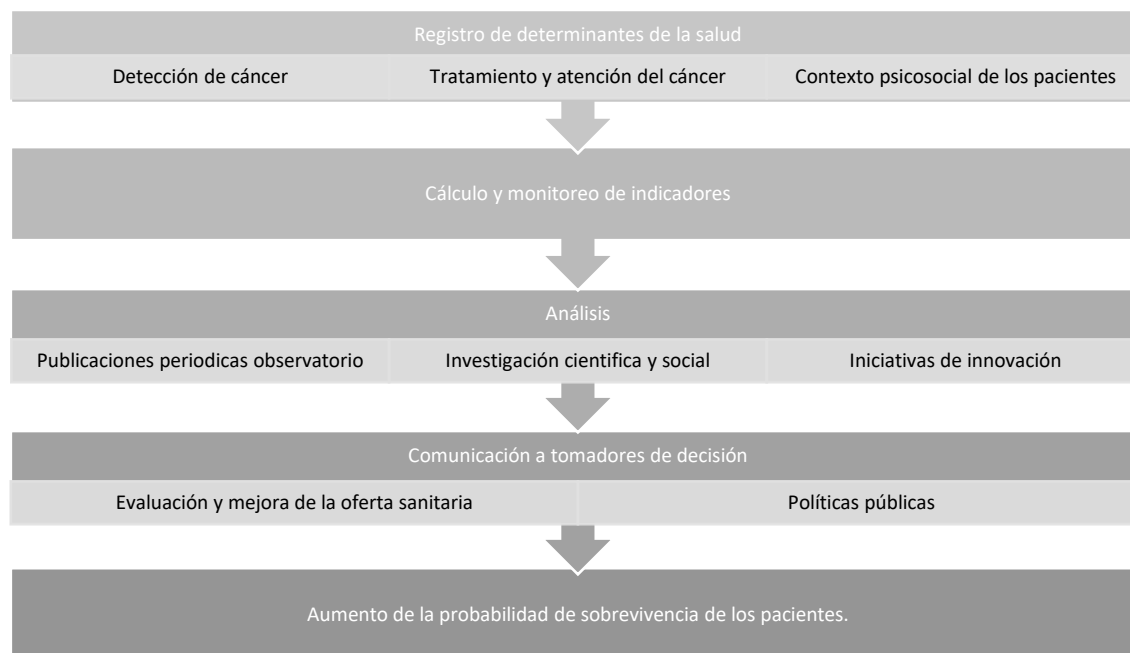 Registro de determinantes de la salud
Detección de cáncer
Tratamiento y atención del cáncer
Contexto psicosocial de los pacientes
Cálculo y monitoreo de indicadores
Análisis
Publicaciones periodicas observatorio
Investigación cientifica y social
Iniciativas de innovación
Comunicación a tomadores de decisión
Evaluación y mejora de la oferta sanitaria
Políticas públicas
Aumento de la probabilidad de sobrevivencia de los pacientes.